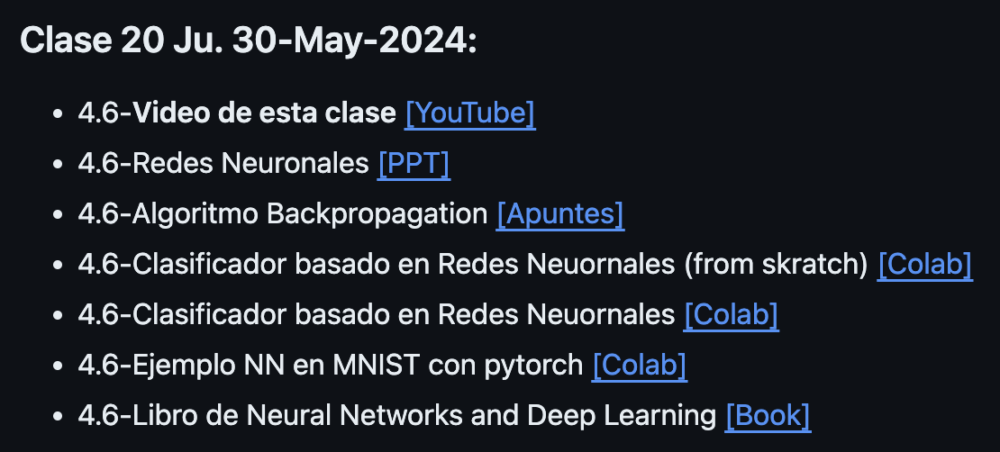 Clase 20 Ju. 30-May-2024:
• 4.6-Video de esta clase [YouTube]
• 4.6-Redes Neuronales [PPT]
• 4.6-Algoritmo Backpropagation [Apuntes]
• 4.6-Clasificador basado en Redes Neuornales (from skratch) [Colab]
• 4.6-Clasificador basado en Redes Neuornales [Colab]
• 4.6-Ejemplo NN en MNIST con pytorch [Colab]
• 4.6-Libro de Neural Networks and Deep Learning [Book]